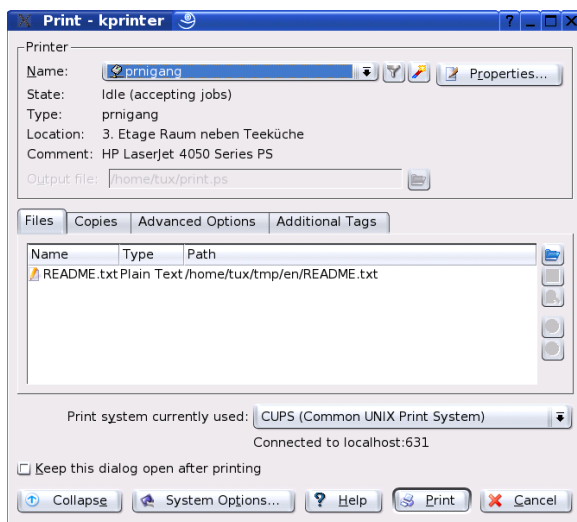 Print - kprinter
Printer
Name: prnigang Properties...
State: Idle (accepting jobs)
Type: prnigang
Location: 3. Etage Raum neben Teeküche
Comment: HP LaserJet 4050 Series PS
Output file: /home/tux/print.ps
Files Copies Advanced Options Additional Tags
Name Type Path
README.txt Plain Text /home/tux/tmp/en/README.txt
Print system currently used: CUPS (Common UNIX Print System)
Connected to localhost:631
Keep this dialog open after printing
Collapse System Options... Help Print Cancel